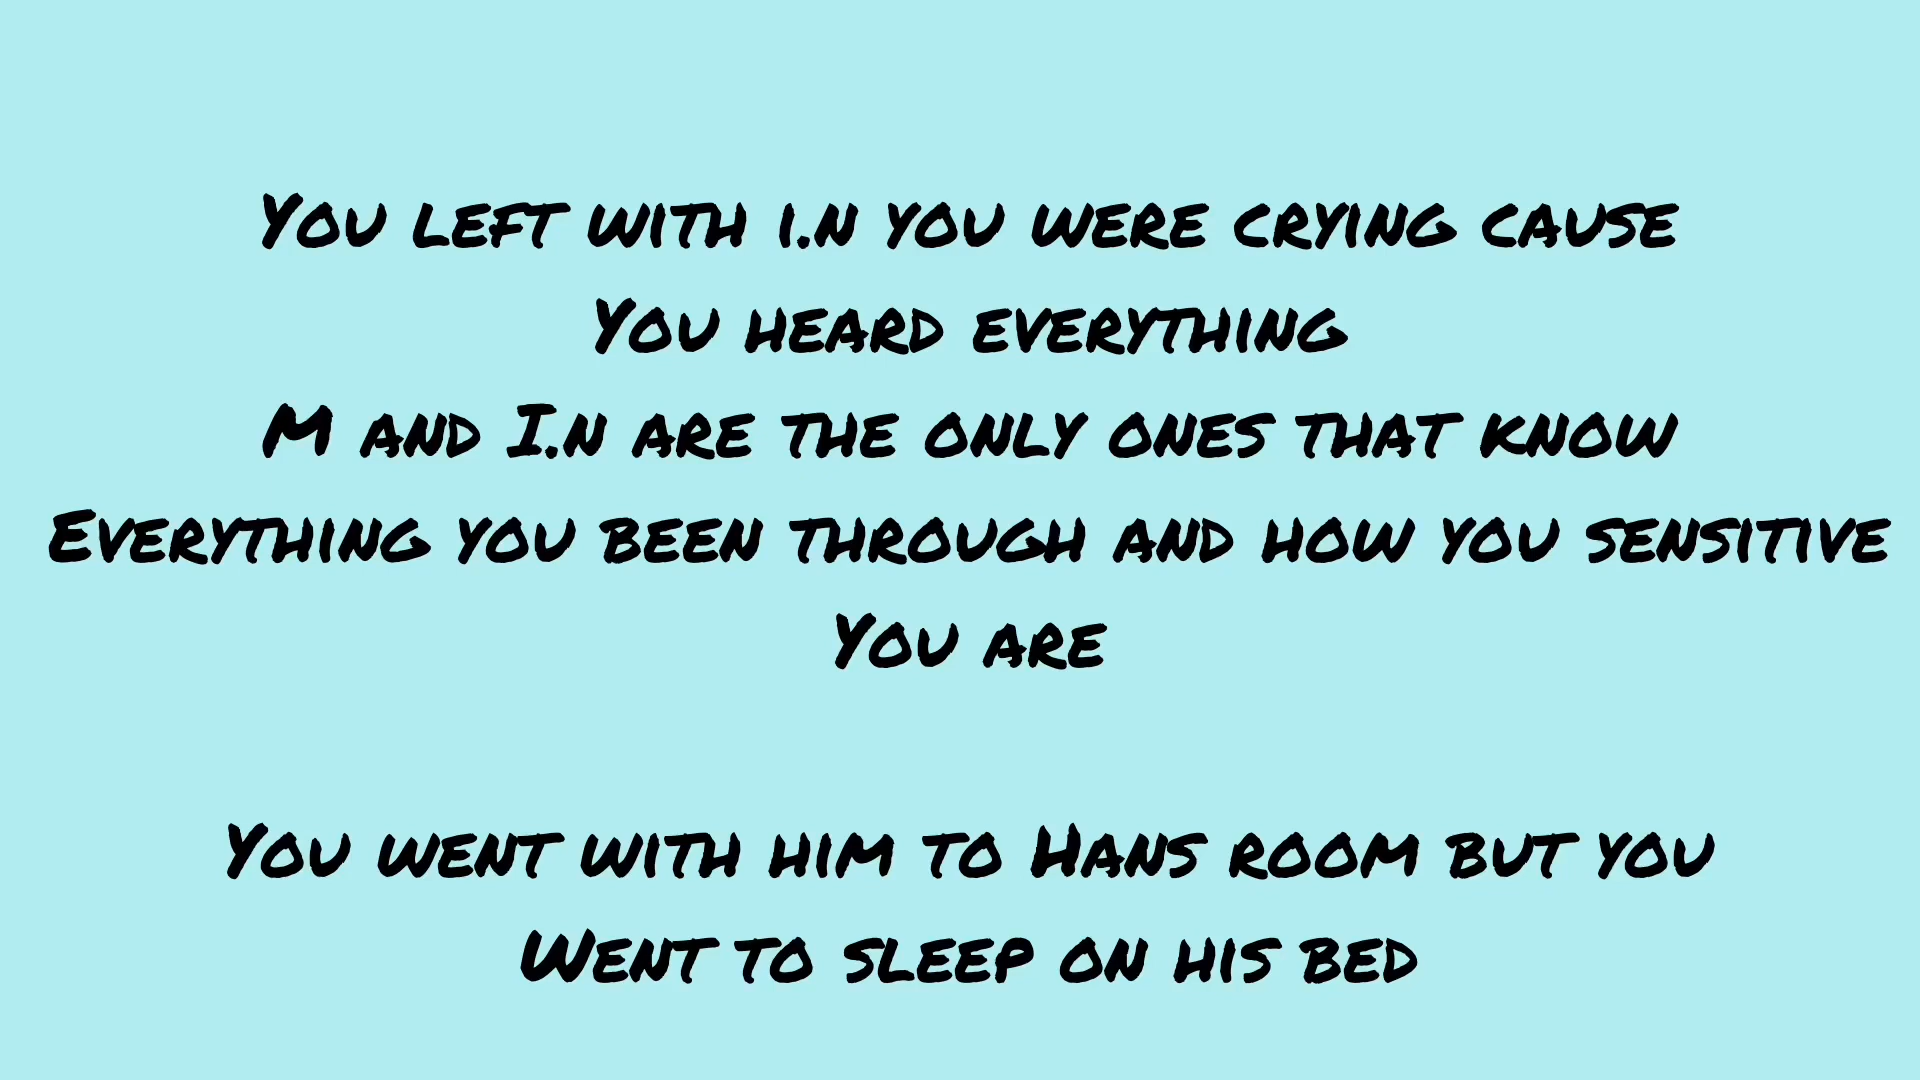 You left with i.n you were crying cause
You heard everything
M and I.n are the only ones that know
Everything you been through and how you sensitive
You are
You went with him to Hans room but you
Went to sleep on his bed